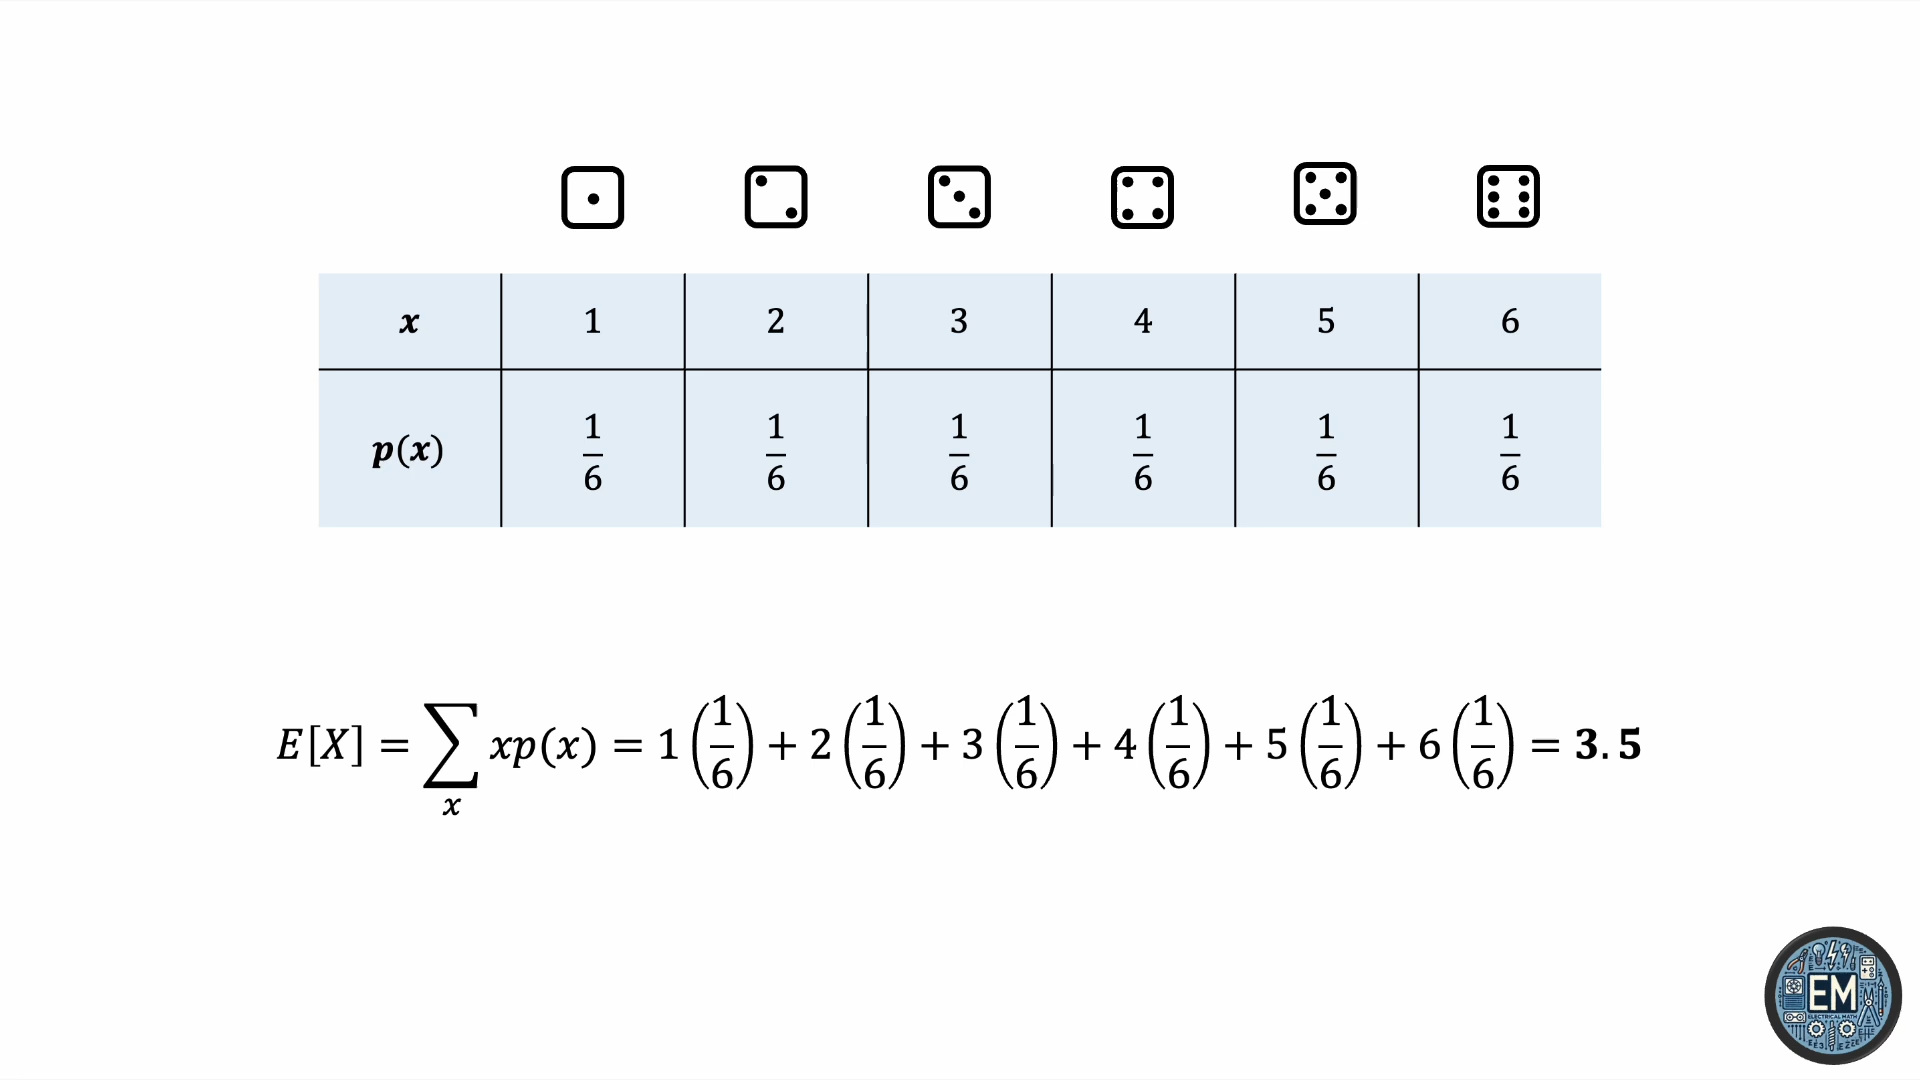 x 1 2 3 4 5 6
p(x) 1/6 1/6 1/6 1/6 1/6 1/6
E[X] = ∑ₓ xp(x) = 1(1/6) + 2(1/6) + 3(1/6) + 4(1/6) + 5(1/6) + 6(1/6) = 3.5
EM
ELECTRICAL MATH